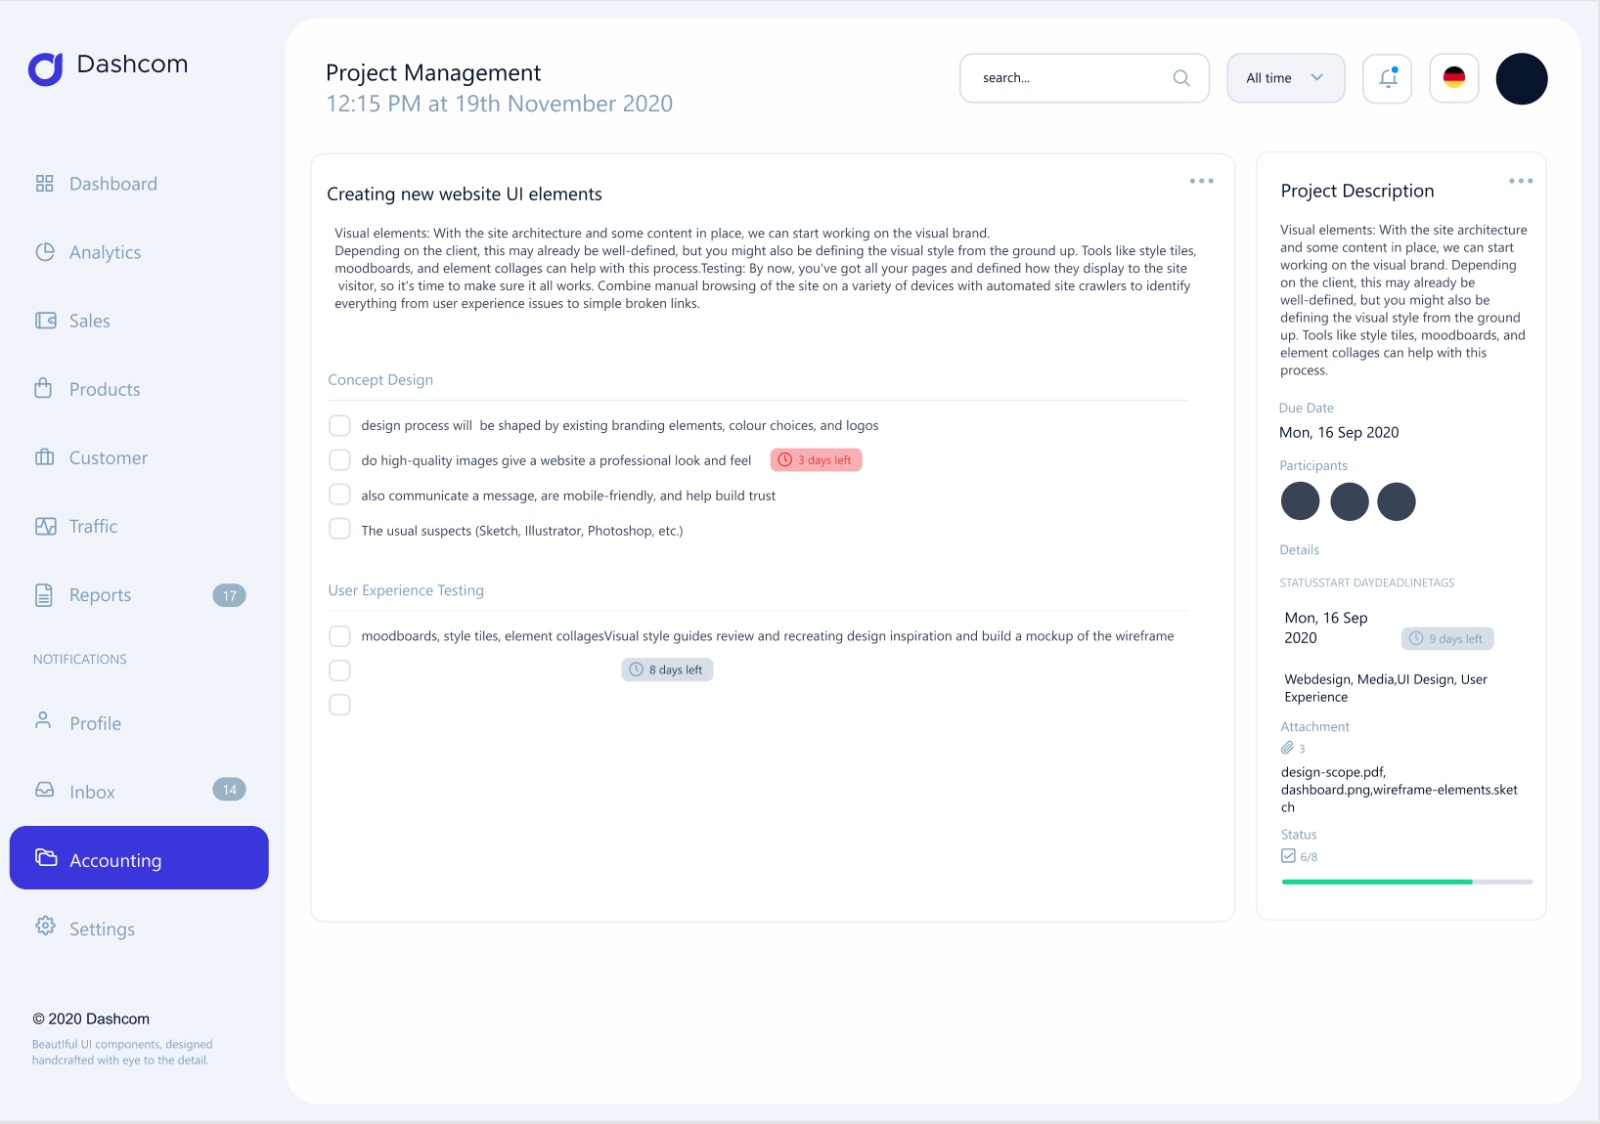 Dashcom
Dashboard
Analytics
Sales
Products
Customer
Traffic
Reports 17
NOTIFICATIONS
Profile
Inbox 14
Accounting
Settings
© 2020 Dashcom
Beautiful UI components, designed
handcrafted with eye to the detail.
Project Management
12:15 PM at 19th November 2020
search...
All time
Creating new website UI elements
Visual elements: With the site architecture and some content in place, we can start working on the visual brand.
Depending on the client, this may already be well-defined, but you might also be defining the visual style from the ground up. Tools like style tiles,
moodboards, and element collages can help with this process.Testing: By now, you've got all your pages and defined how they display to the site
visitor, so it's time to make sure it all works. Combine manual browsing of the site on a variety of devices with automated site crawlers to identify
everything from user experience issues to simple broken links.
Concept Design
design process will be shaped by existing branding elements, colour choices, and logos
do high-quality images give a website a professional look and feel 3 days left
also communicate a message, are mobile-friendly, and help build trust
The usual suspects (Sketch, Illustrator, Photoshop, etc.)
User Experience Testing
moodboards, style tiles, element collagesVisual style guides review and recreating design inspiration and build a mockup of the wireframe
8 days left
Project Description
Visual elements: With the site architecture
and some content in place, we can start
working on the visual brand. Depending
on the client, this may already be
well-defined, but you might also be
defining the visual style from the ground
up. Tools like style tiles, moodboards, and
element collages can help with this
process.
Due Date
Mon, 16 Sep 2020
Participants
Details
STATUSSTART DAYDEADLINETAGS
Mon, 16 Sep
2020
9 days left
Webdesign, Media,UI Design, User
Experience
Attachment
3
design-scope.pdf,
dashboard.png,wireframe-elements.sket
ch
Status
6/8